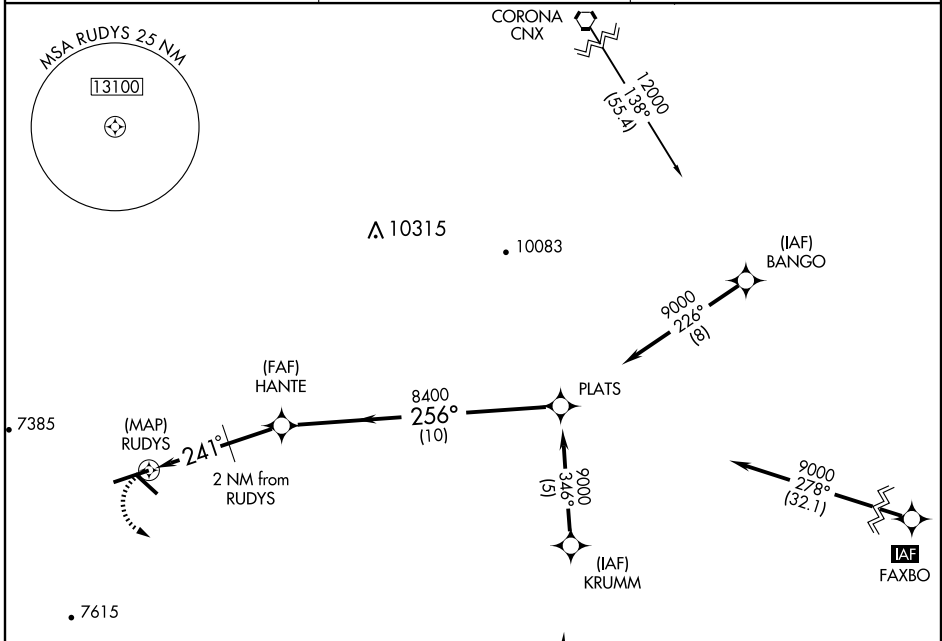 CORONA
CNX
MSA RUDYS 25 NM
13100
12000
138°
(55.4)
10315
10083
(IAF)
BANGO
9000
226°
(8)
(FAF)
HANTE
PLATS
8400
256°
(10)
7385
(MAP)
RUDYS
241°
2 NM from
RUDYS
9000
346°
(5)
9000
278°
(32.1)
IAF
FAXBO
(IAF)
KRUMM
7615